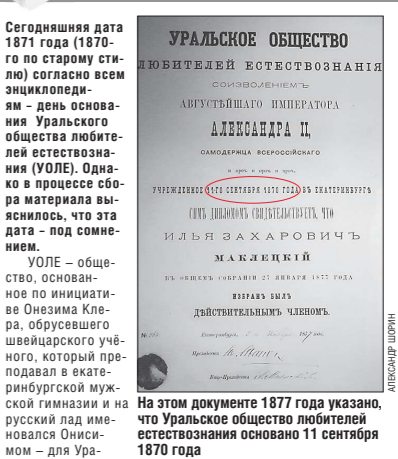 Сегодняшняя дата
1871 года (1870-
го по старому сти-
лю) согласно всем
энциклопеди-
ям – день основа-
ния Уральского
общества любите-
лей естествозна-
ния (УОЛЕ). Одна-
ко в процессе сбо-
ра материала вы-
яснилось, что эта
дата – под сомне-
нием.
УОЛЕ – обще-
ство, основан-
ное по инициати-
ве Онезима Кле-
ра, обрусевшего
швейцарского учё-
ного, который пре-
подавал в екате-
ринбургской муж-
ской гимназии и на
русский лад име-
новался Ониси-
мом – для Ура-
УРАЛЬСКОЕ ОБЩЕСТВО
ЛЮБИТЕЛЕЙ ЕСТЕСТВОЗНАНІЯ
СОИЗВОЛЕНІЕМЪ
АВГУСТѢЙШАГО ИМПЕРАТОРА
АЛЕКСАНДРА II,
САМОДЕРЖЦА ВСЕРОССІЙСКАГО
и проч. и проч. и проч.
УЧРЕЖДЕННОЕ СЕНТЯБРЯ 1870 ГОДА ВЪ ЕКАТЕРИНБУРГѢ
СИМЪ ДИПЛОМОМЪ СВИДѢТЕЛЬСТВУЕТЪ, ЧТО
ИЛЬЯ ЗАХАРОВИЧЪ
МАКЛЕЦКІЙ
ВЪ ОБЩЕМЪ СОБРАНІИ 27 ЯНВАРЯ 1877 ГОДА
ИЗБРАНЪ БЫЛЪ
ДѢЙСТВИТЕЛЬНЫМЪ ЧЛЕНОМЪ.
Екатеринбургъ, 1877 года
Президентъ
Вице-Президентъ
АЛЕКСАНДР ШОРИН
На этом документе 1877 года указано,
что Уральское общество любителей
естествознания основано 11 сентября
1870 года